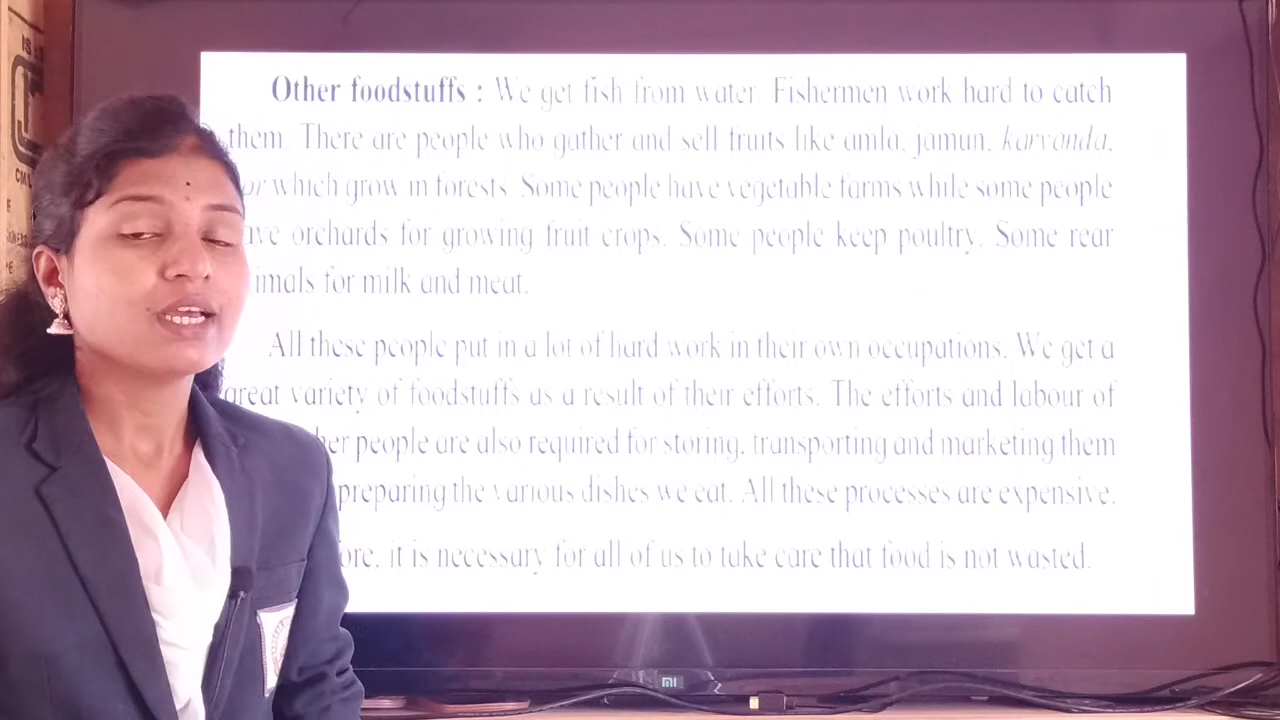 Other foodstuffs : We get fish from water. Fishermen work hard to catch
them. There are people who gather and sell fruits like amla, jamun, karvanda,
which grow in forests. Some people have vegetable farms while some people
orchards for growing fruit crops. Some people keep poultry. Some rear
for milk and meat.
All these people put in a lot of hard work in their own occupations. We get a
great variety of foodstuffs as a result of their efforts. The efforts and labour of
people are also required for storing, transporting and marketing them
preparing the various dishes we eat. All these processes are expensive.
it is necessary for all of us to take care that food is not wasted.
mi